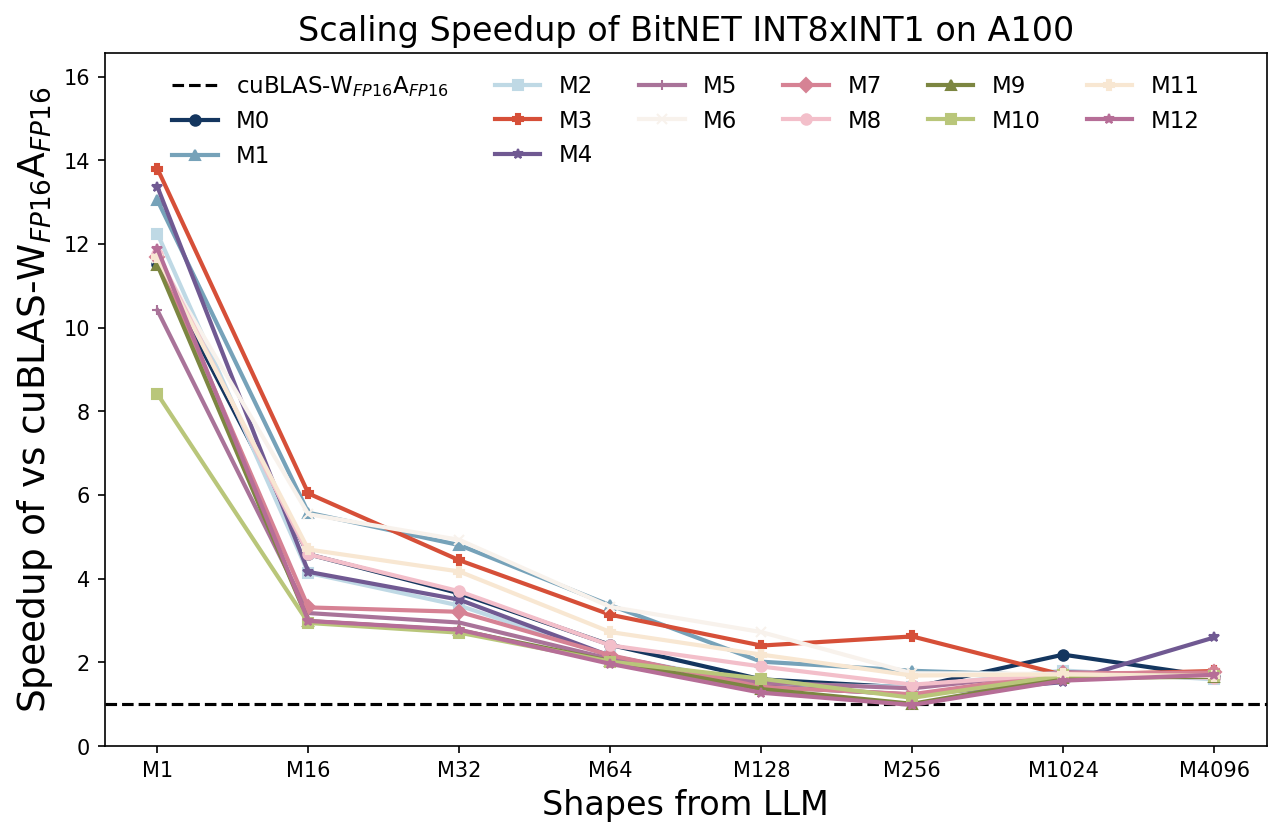 Scaling Speedup of BitNET INT8xINT1 on A100
cuBLAS-W_FP16A_FP16
M0
M1
M2
M3
M4
M5
M6
M7
M8
M9
M10
M11
M12
Speedup of vs cuBLAS-W_FP16A_FP16
16
14
12
10
8
6
4
2
0
M1 M16 M32 M64 M128 M256 M1024 M4096
Shapes from LLM